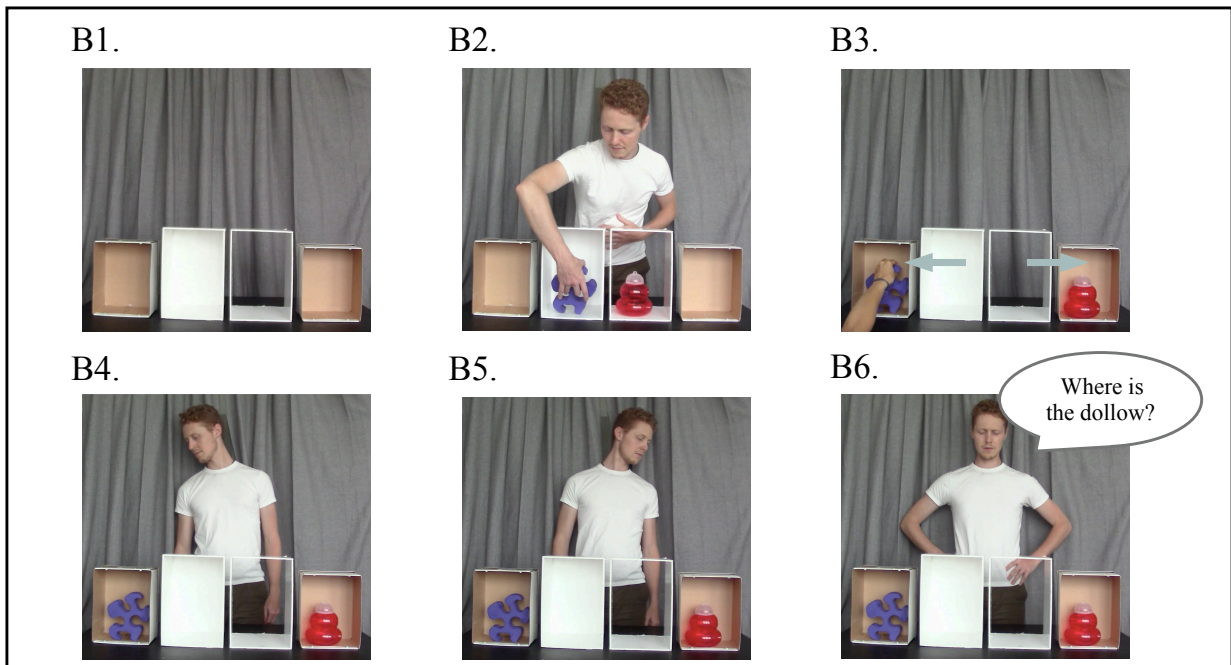 B1.
B2.
B3.
B4.
B5.
B6.
Where is
the dollow?